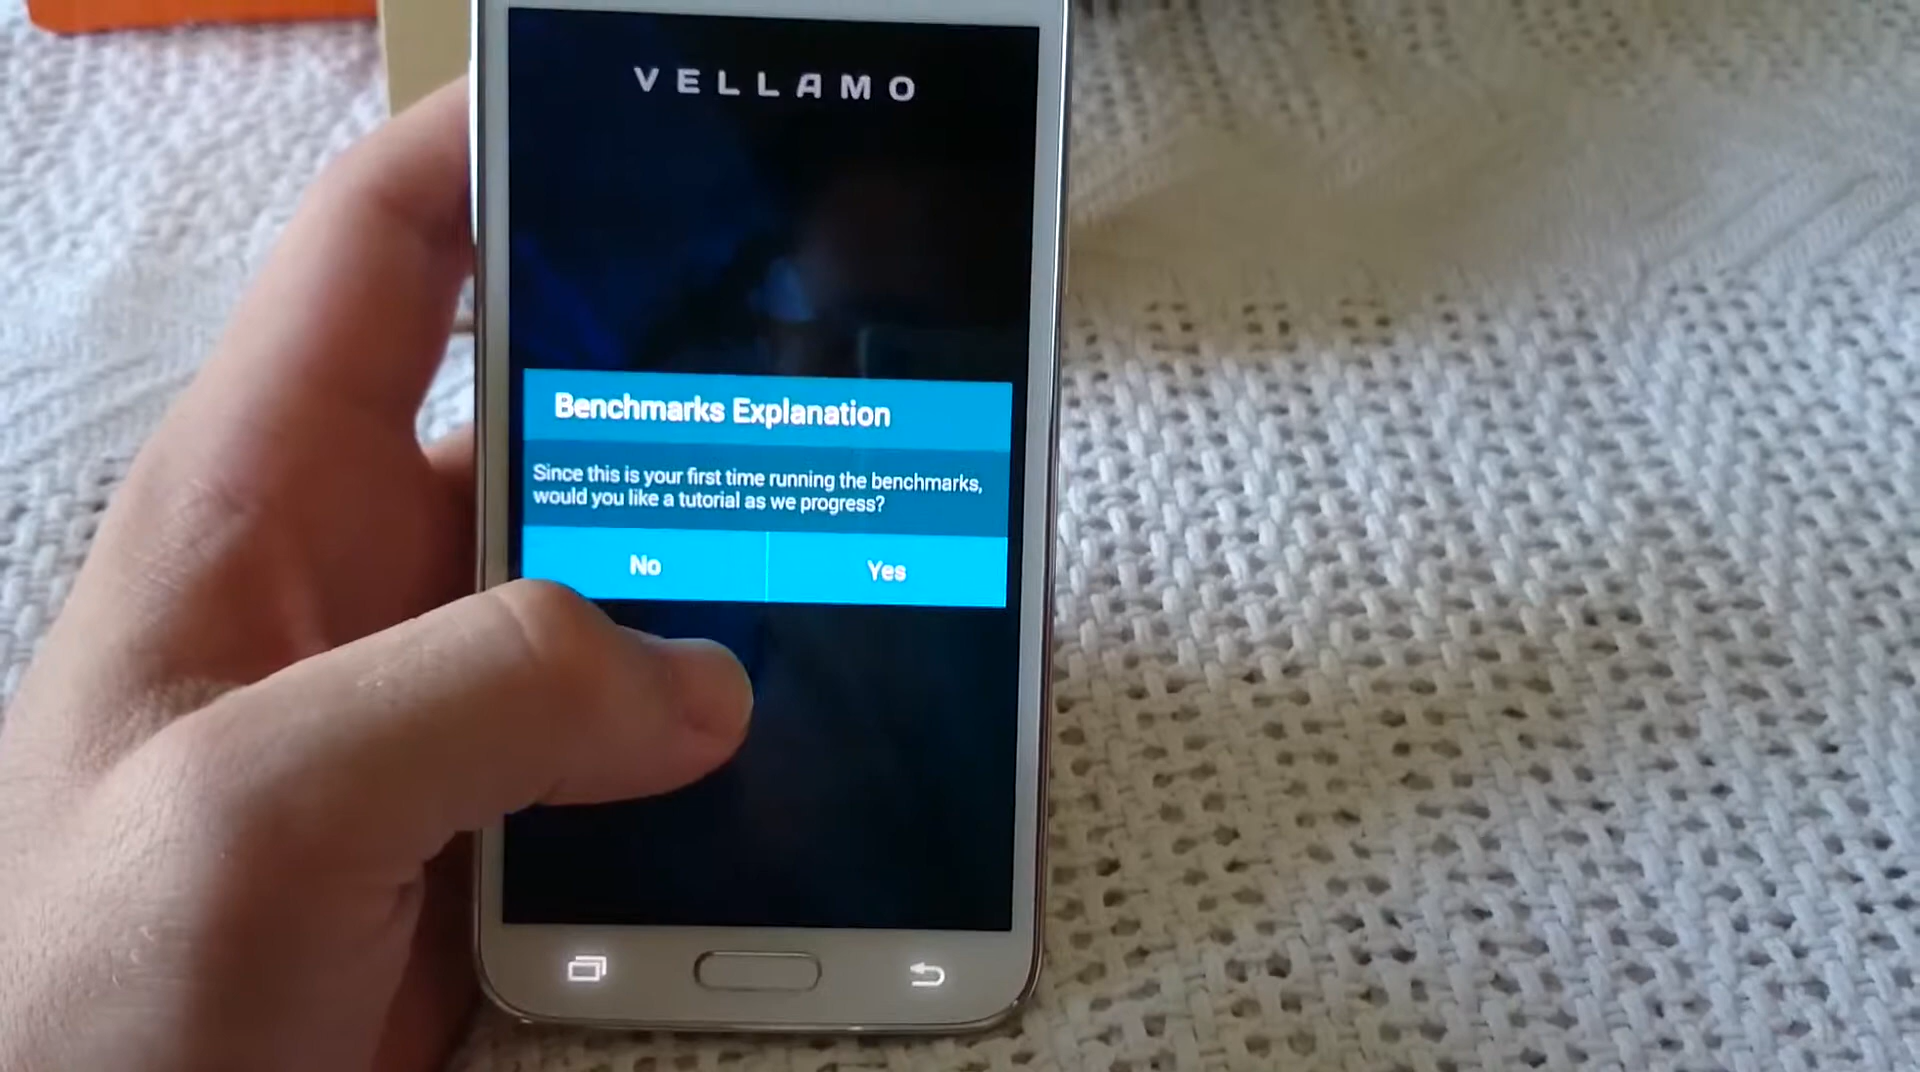 VELLAMO
Benchmarks Explanation
Since this is your first time running the benchmarks,
would you like a tutorial as we progress?
No
Yes